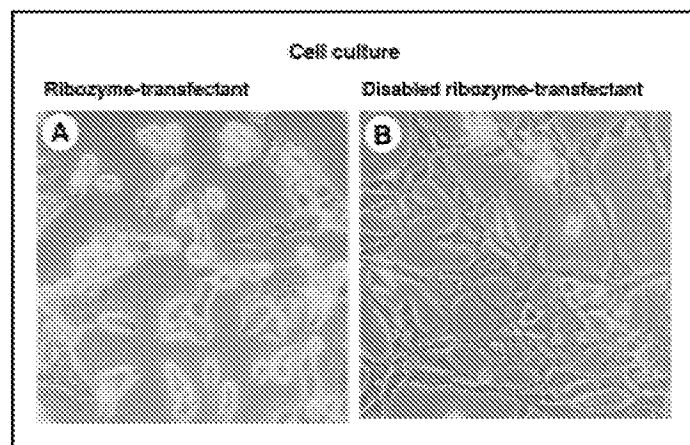 Cell culture
Ribozyme-transfectant
Disabled ribozyme-transfectant
A
B